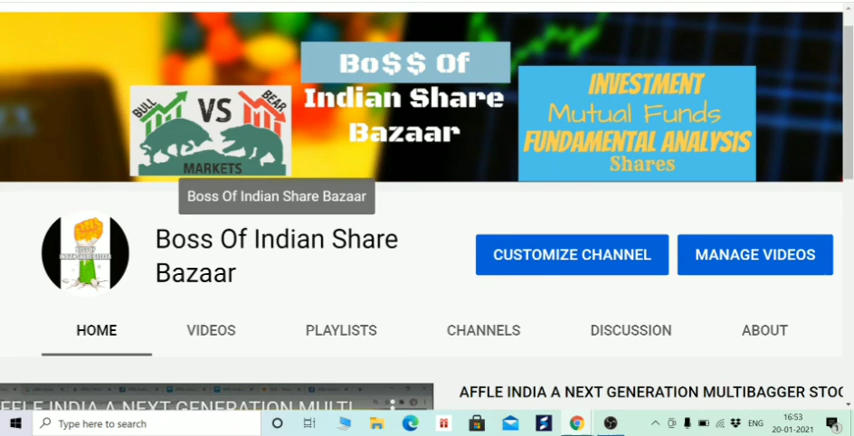 Bo$$ Of
Indian Share
Bazaar
BULL
VS
BEAR
MARKETS
INVESTMENT
Mutual Funds
FUNDAMENTAL ANALYSIS
Shares
Boss Of Indian Share Bazaar
Boss Of Indian Share
Bazaar
CUSTOMIZE CHANNEL
MANAGE VIDEOS
HOME
VIDEOS
PLAYLISTS
CHANNELS
DISCUSSION
ABOUT
AFFLE INDIA A NEXT GENERATION MULTIBAGGER STOC
Type here to search
ENG
16:53
20-01-2021